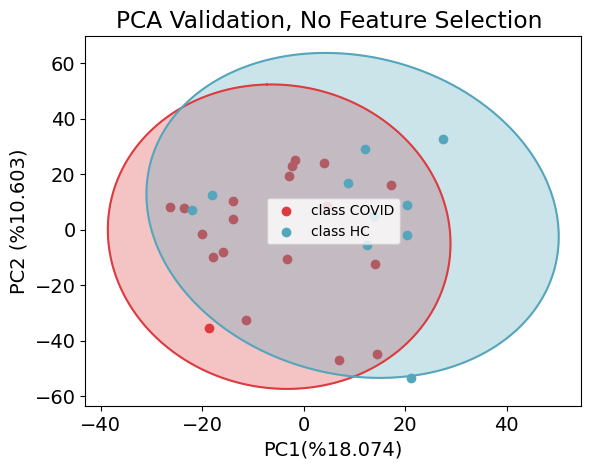 PCA Validation, No Feature Selection
60
40
20
0
−20
−40
−60
PC2 (%10.603)
class COVID
class HC
−40 −20 0 20 40
PC1(%18.074)